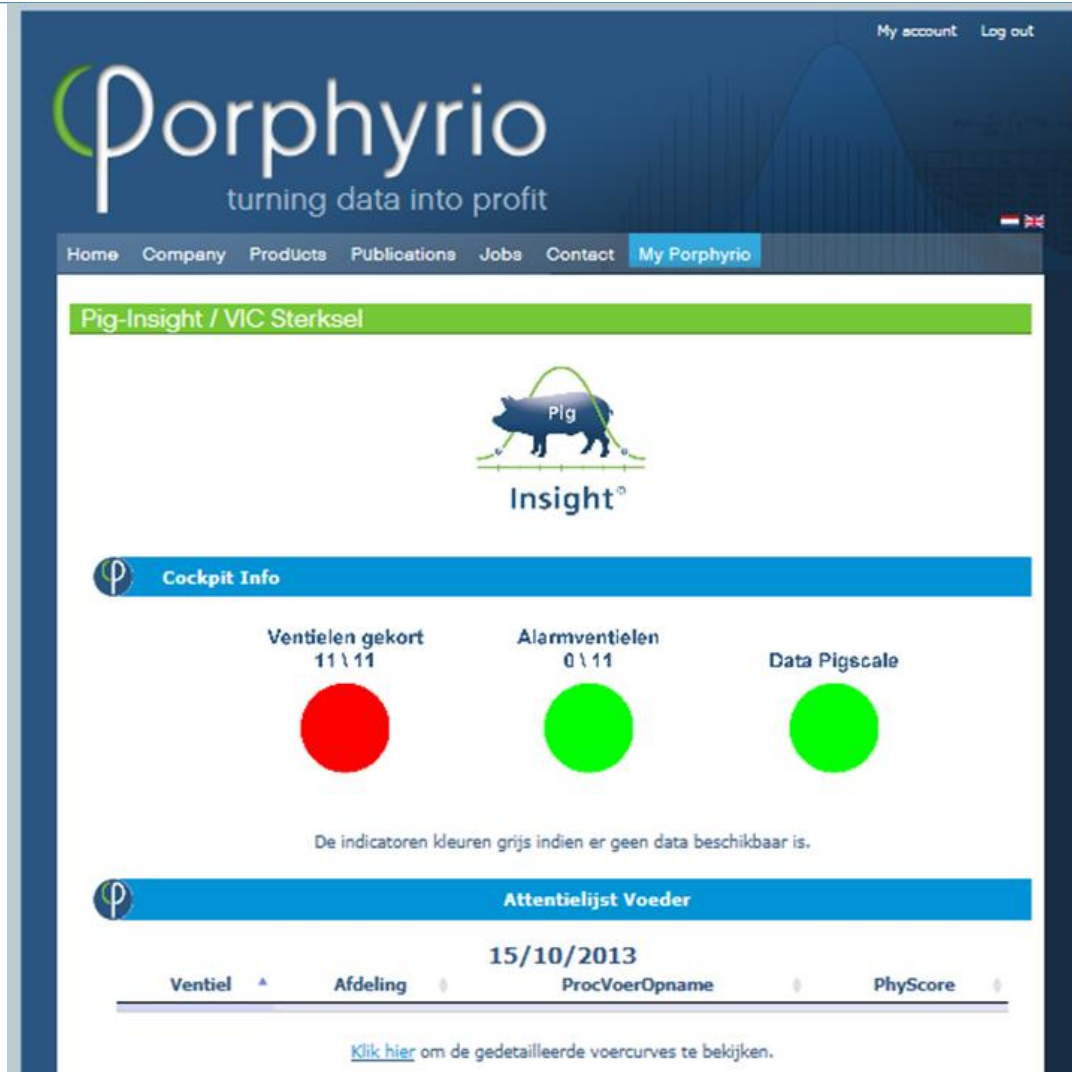 My account Log out
Porphyrio
turning data into profit
Home Company Products Publications Jobs Contact My Porphyrio
Pig-Insight / VIC Sterksel
Pig
Insight®
Cockpit Info
Ventielen gekort
11 \ 11
Alarmventielen
0 \ 11
Data Pigscale
De indicatoren kleuren grijs indien er geen data beschikbaar is.
Attentielijst Voeder
15/10/2013
Ventiel Afdeling ProcVoerOpname PhyScore
Klik hier om de gedetailleerde voercurves te bekijken.